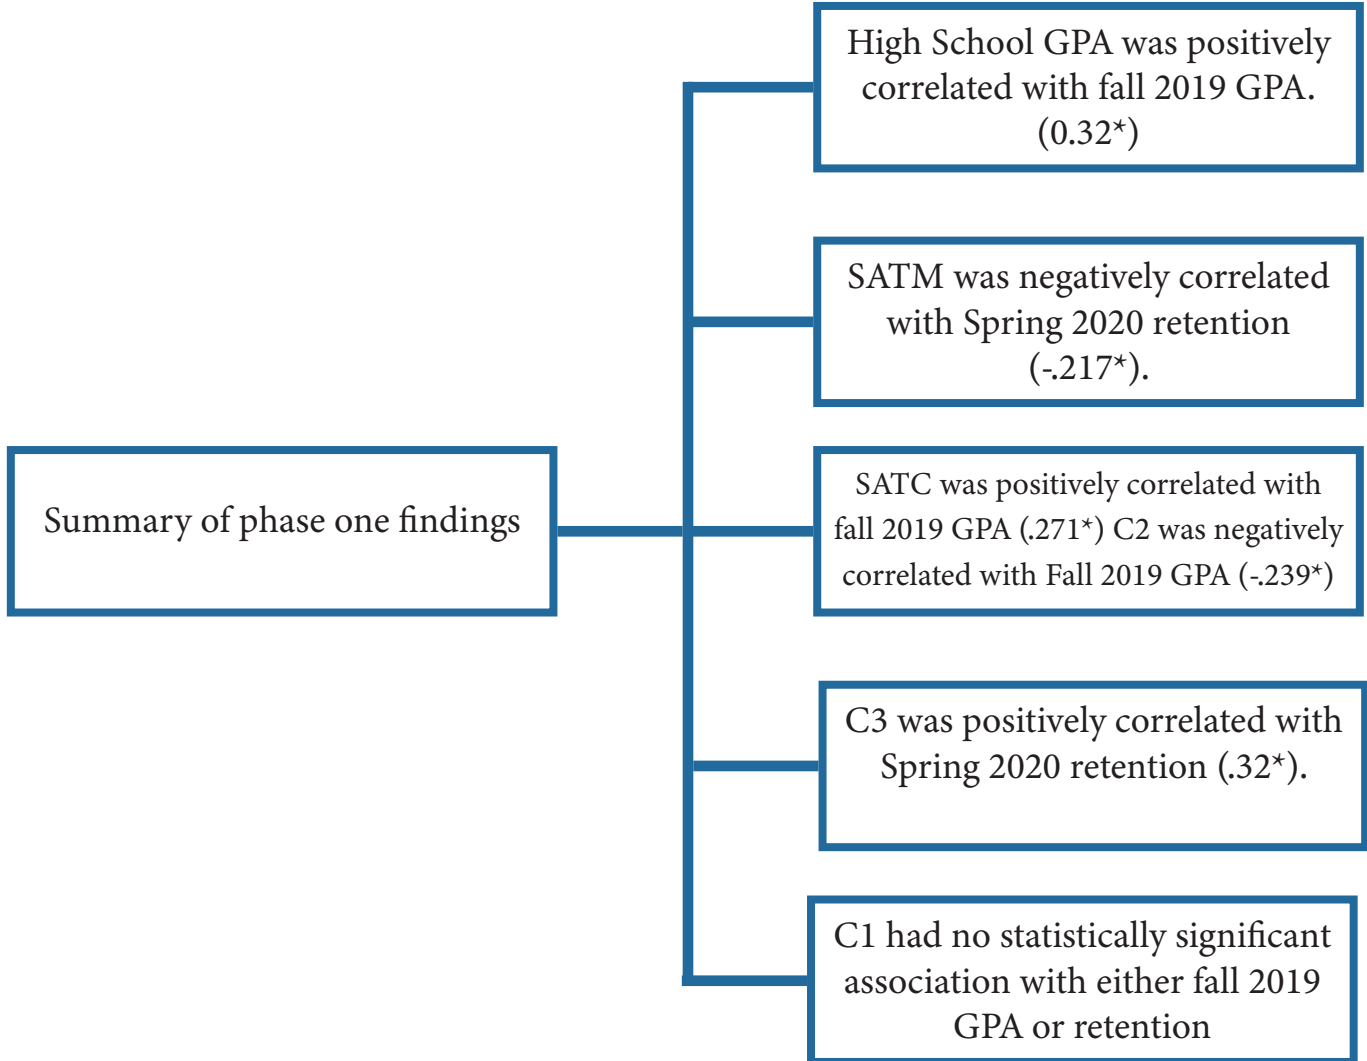 High School GPA was positively
correlated with fall 2019 GPA.
(0.32*)
SATM was negatively correlated
with Spring 2020 retention
(-.217*).
Summary of phase one findings
SATC was positively correlated with
fall 2019 GPA (.271*) C2 was negatively
correlated with Fall 2019 GPA (-.239*)
C3 was positively correlated with
Spring 2020 retention (.32*).
C1 had no statistically significant
association with either fall 2019
GPA or retention